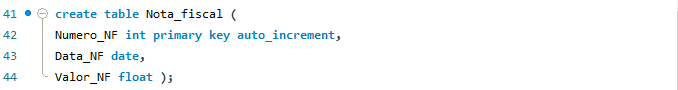 41 create table Nota_fiscal (
42 Numero_NF int primary key auto_increment,
43 Data_NF date,
44 Valor_NF float );